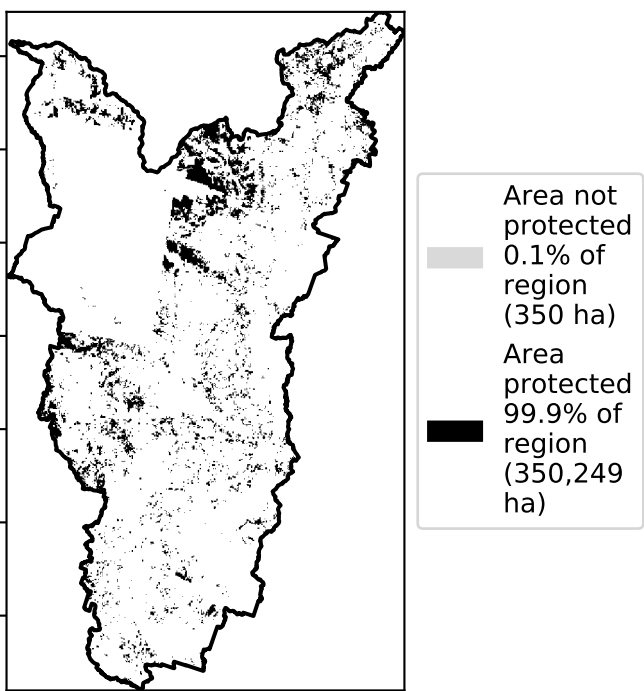 Area not
protected
0.1% of
region
(350 ha)
Area
protected
99.9% of
region
(350,249
ha)